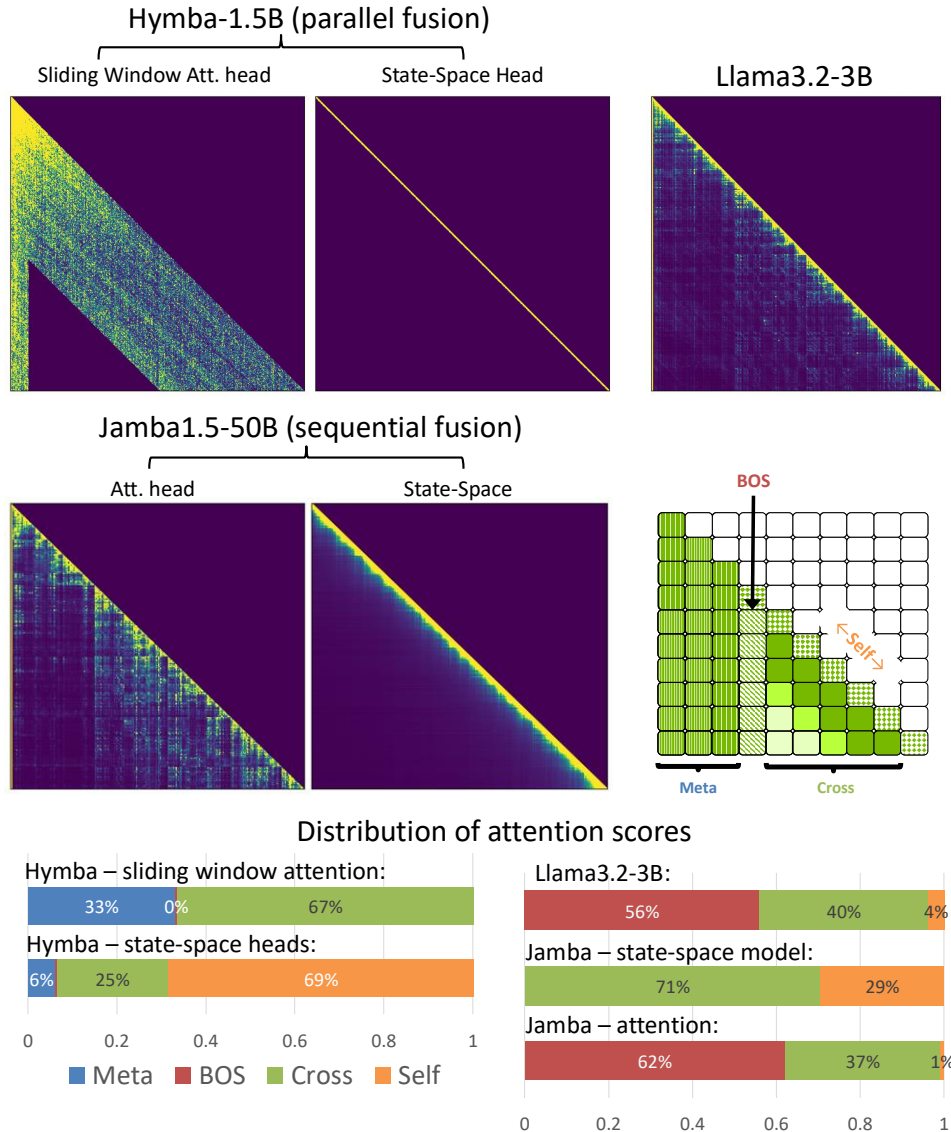 Hymba-1.5B (parallel fusion)
Sliding Window Att. head
State-Space Head
Llama3.2-3B
Jamba1.5-50B (sequential fusion)
Att. head
State-Space
BOS
Self
Meta
Cross
Distribution of attention scores
Hymba – sliding window attention:
33% 0% 67%
Hymba – state-space heads:
6% 25% 69%
0 0.2 0.4 0.6 0.8 1
Meta BOS Cross Self
Llama3.2-3B:
56% 40% 4%
Jamba – state-space model:
71% 29%
Jamba – attention:
62% 37% 1%
0 0.2 0.4 0.6 0.8 1